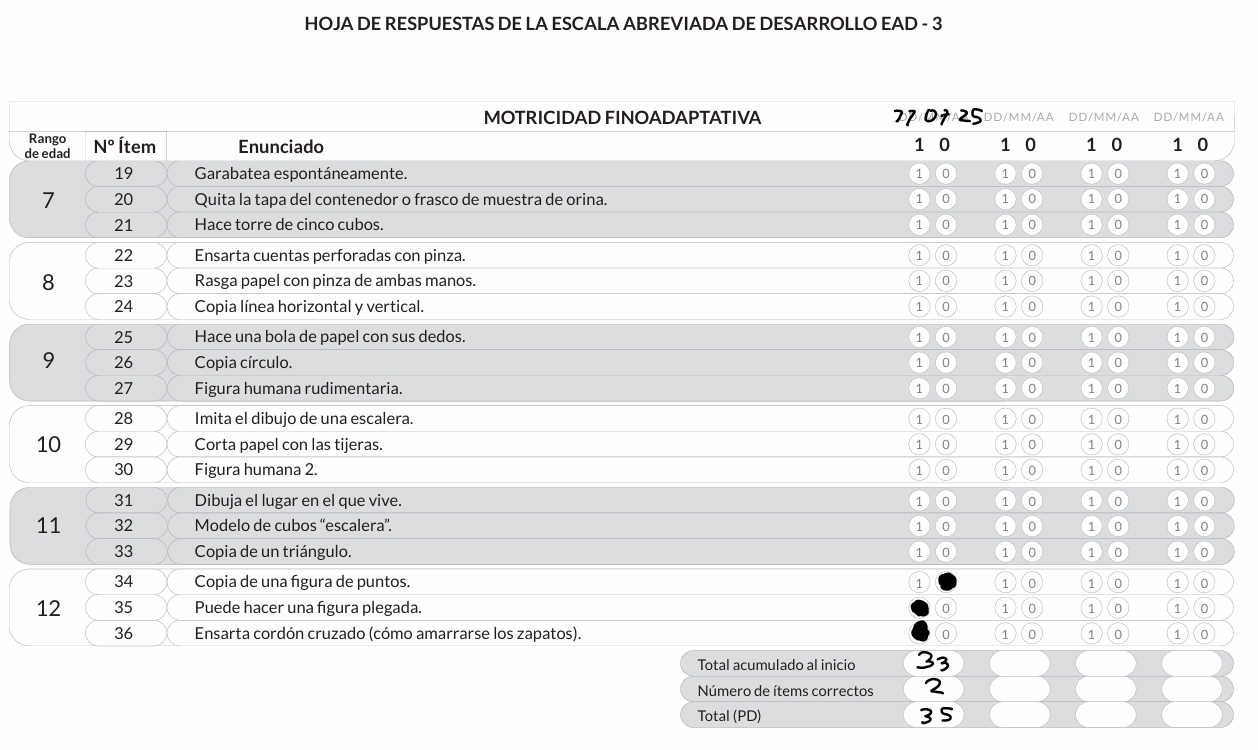 HOJA DE RESPUESTAS DE LA ESCALA ABREVIADA DE DESARROLLO EAD - 3
MOTRICIDAD FINOADAPTATIVA 07 25 DD/MM/AA DD/MM/AA DD/MM/AA
Rango de edad Nº Ítem Enunciado 1 0 1 0 1 0 1 0
7
19 Garabatea espontáneamente. 1 0 1 0 1 0 1 0
20 Quita la tapa del contenedor o frasco de muestra de orina. 1 0 1 0 1 0 1 0
21 Hace torre de cinco cubos. 1 0 1 0 1 0 1 0
8
22 Ensarta cuentas perforadas con pinza. 1 0 1 0 1 0 1 0
23 Rasga papel con pinza de ambas manos. 1 0 1 0 1 0 1 0
24 Copia línea horizontal y vertical. 1 0 1 0 1 0 1 0
9
25 Hace una bola de papel con sus dedos. 1 0 1 0 1 0 1 0
26 Copia círculo. 1 0 1 0 1 0 1 0
27 Figura humana rudimentaria. 1 0 1 0 1 0 1 0
10
28 Imita el dibujo de una escalera. 1 0 1 0 1 0 1 0
29 Corta papel con las tijeras. 1 0 1 0 1 0 1 0
30 Figura humana 2. 1 0 1 0 1 0 1 0
11
31 Dibuja el lugar en el que vive. 1 0 1 0 1 0 1 0
32 Modelo de cubos “escalera”. 1 0 1 0 1 0 1 0
33 Copia de un triángulo. 1 0 1 0 1 0 1 0
12
34 Copia de una figura de puntos. 1 1 0 1 0 1 0
35 Puede hacer una figura plegada. 0 1 0 1 0 1 0
36 Ensarta cordón cruzado (cómo amarrarse los zapatos). 0 1 0 1 0 1 0
Total acumulado al inicio 33
Número de ítems correctos 2
Total (PD) 35